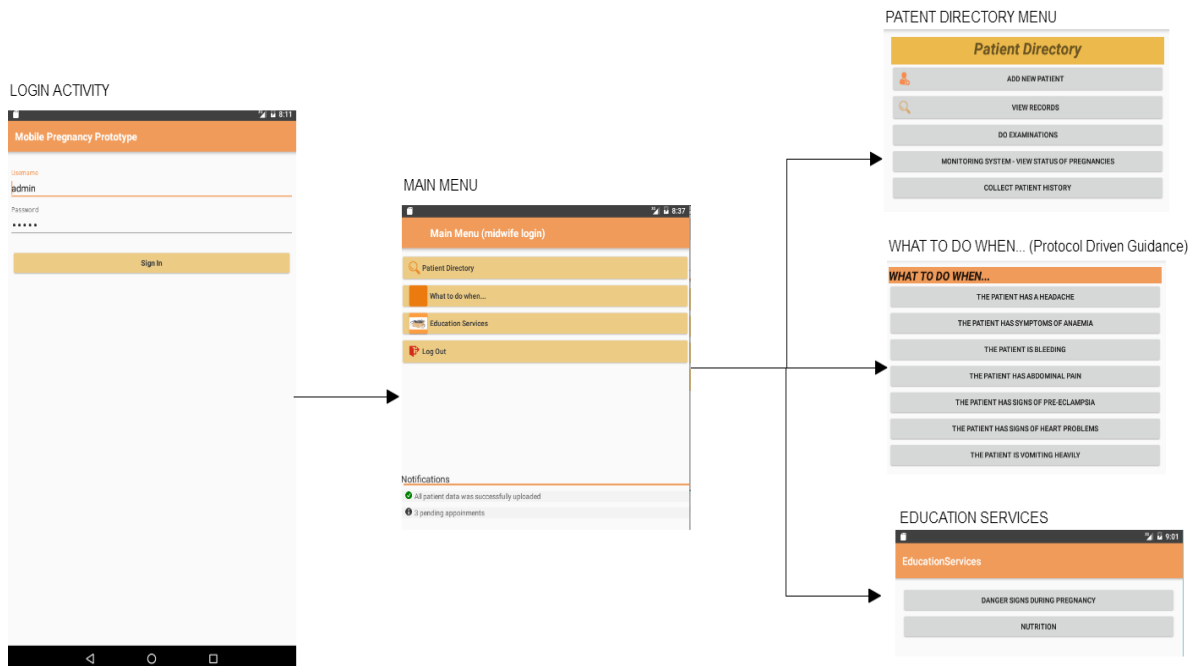 LOGIN ACTIVITY
8:11
Mobile Pregnancy Prototype
Username
admin
Password
•••••
Sign In
MAIN MENU
8:37
Main Menu (midwife login)
Patient Directory
What to do when...
Education Services
Log Out
Notifications
All patient data was successfully uploaded
3 pending appoinments
PATENT DIRECTORY MENU
Patient Directory
ADD NEW PATIENT
VIEW RECORDS
DO EXAMINATIONS
MONITORING SYSTEM - VIEW STATUS OF PREGNANCIES
COLLECT PATIENT HISTORY
WHAT TO DO WHEN... (Protocol Driven Guidance)
WHAT TO DO WHEN...
THE PATIENT HAS A HEADACHE
THE PATIENT HAS SYMPTOMS OF ANAEMIA
THE PATIENT IS BLEEDING
THE PATIENT HAS ABDOMINAL PAIN
THE PATIENT HAS SIGNS OF PRE-ECLAMPSIA
THE PATIENT HAS SIGNS OF HEART PROBLEMS
THE PATIENT IS VOMITING HEAVILY
EDUCATION SERVICES
9:01
EducationServices
DANGER SIGNS DURING PREGNANCY
NUTRITION